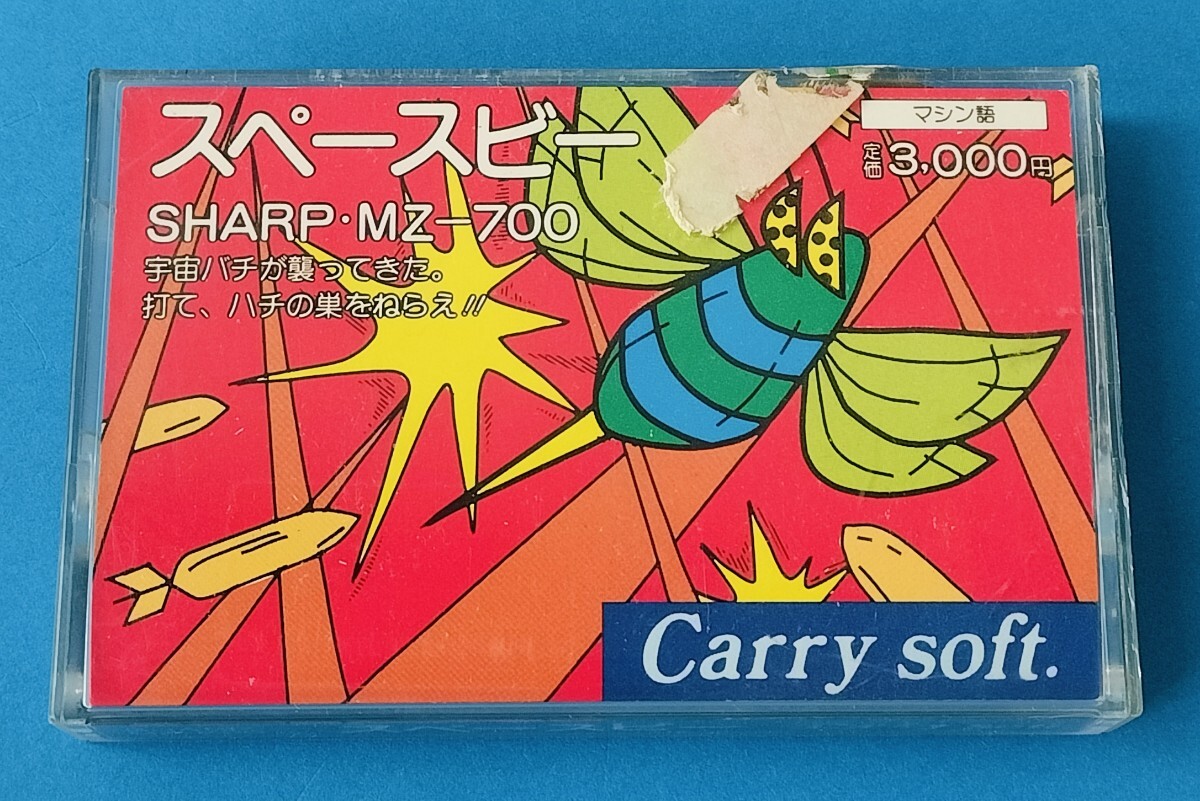 スペースビー
マシン語
定価3,000円
SHARP・MZ-700
宇宙バチが襲ってきた。
打て、ハチの巣をねらえ!!
Carry soft.